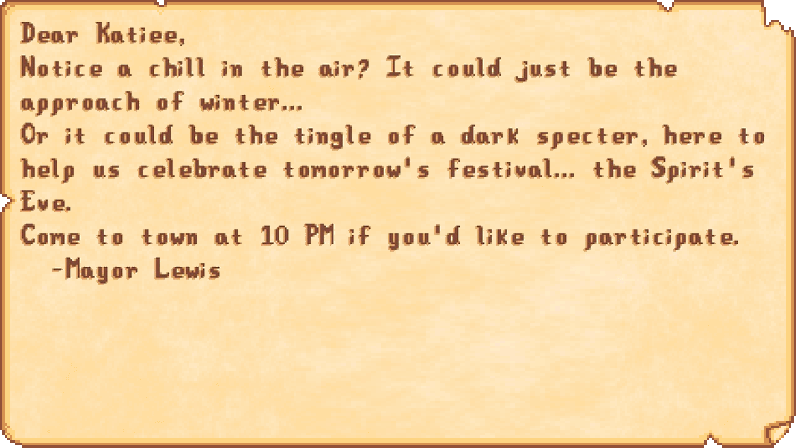 Dear Katiee,
Notice a chill in the air? It could just be the
approach of winter...
Or it could be the tingle of a dark specter, here to
help us celebrate tomorrow's festival... the Spirit's
Eve.
Come to town at 10 PM if you'd like to participate.
-Mayor Lewis